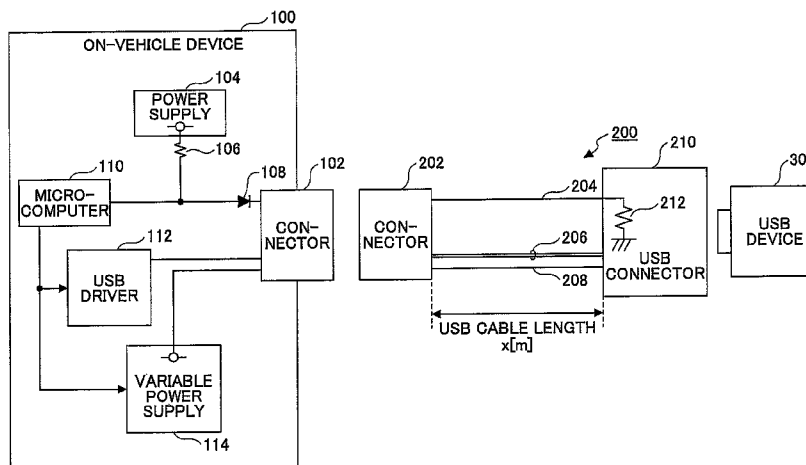 100
ON-VEHICLE DEVICE
104
POWER
SUPPLY
106
110
108
102
MICRO-
COMPUTER
CON-
NECTOR
112
USB
DRIVER
VARIABLE
POWER
SUPPLY
114
200
202
204
210
30
CON-
NECTOR
212
206
USB
CONNECTOR
208
USB
DEVICE
USB CABLE LENGTH
x[m]